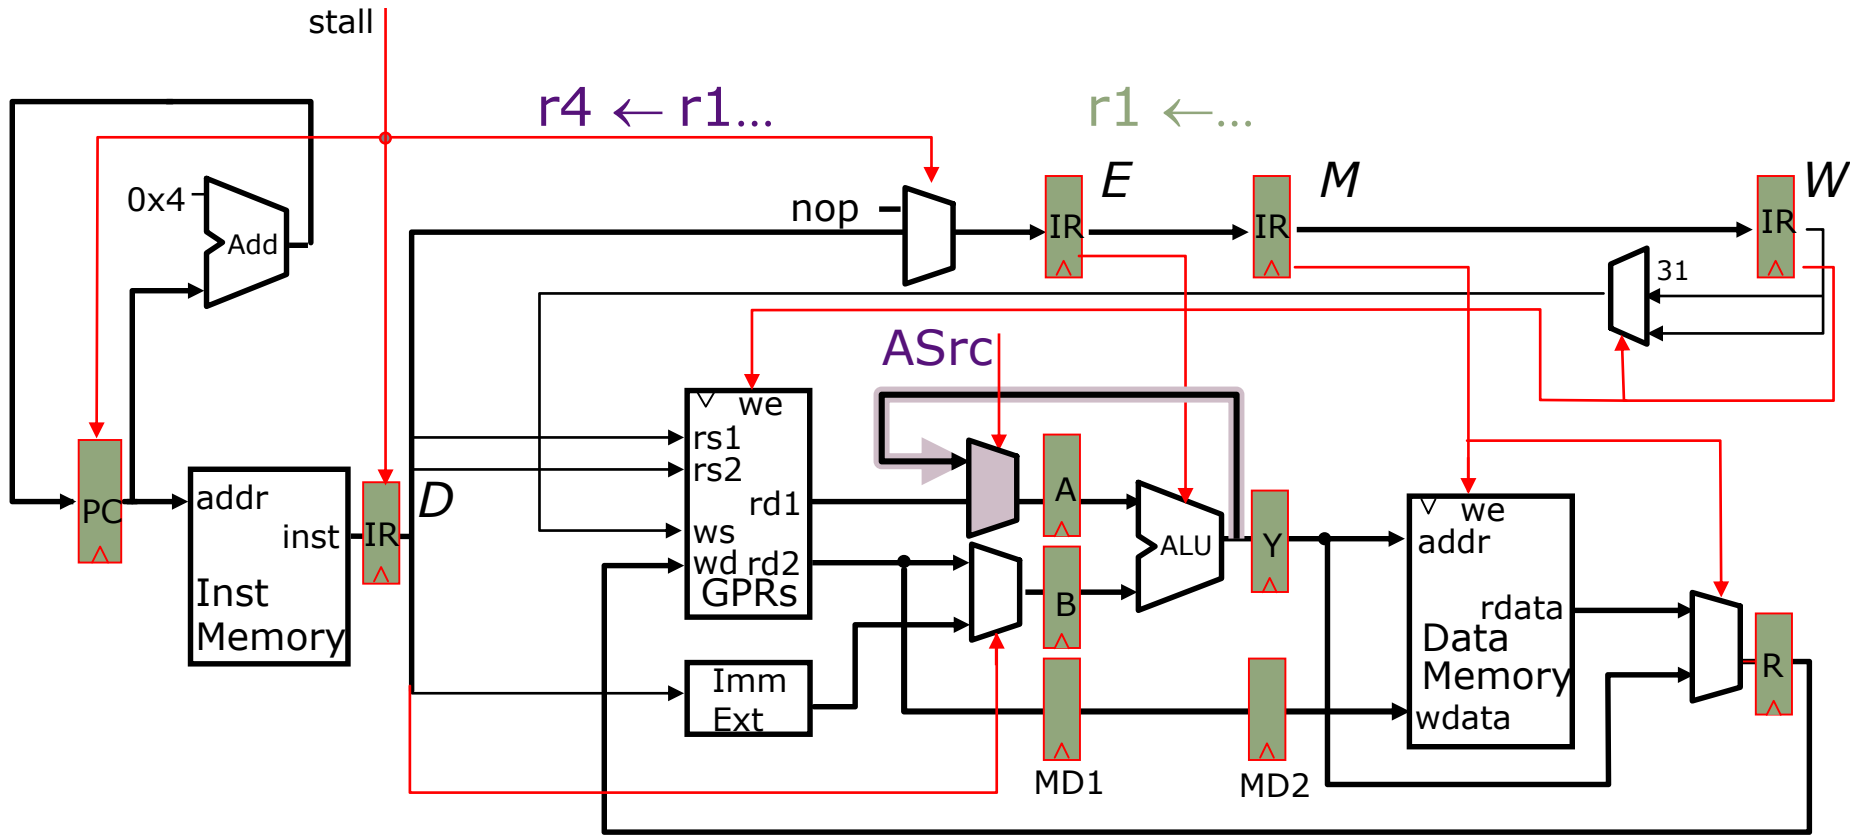 stall
r4 ← r1...
r1 ←...
E
M
W
0x4
Add
nop
IR
IR
IR
31
ASrc
we
rs1
rs2
rd1
ws
wd rd2
GPRs
A
B
ALU
Y
PC
addr
inst
Inst
Memory
IR
D
Imm
Ext
MD1
MD2
we
addr
rdata
Data
Memory
wdata
R